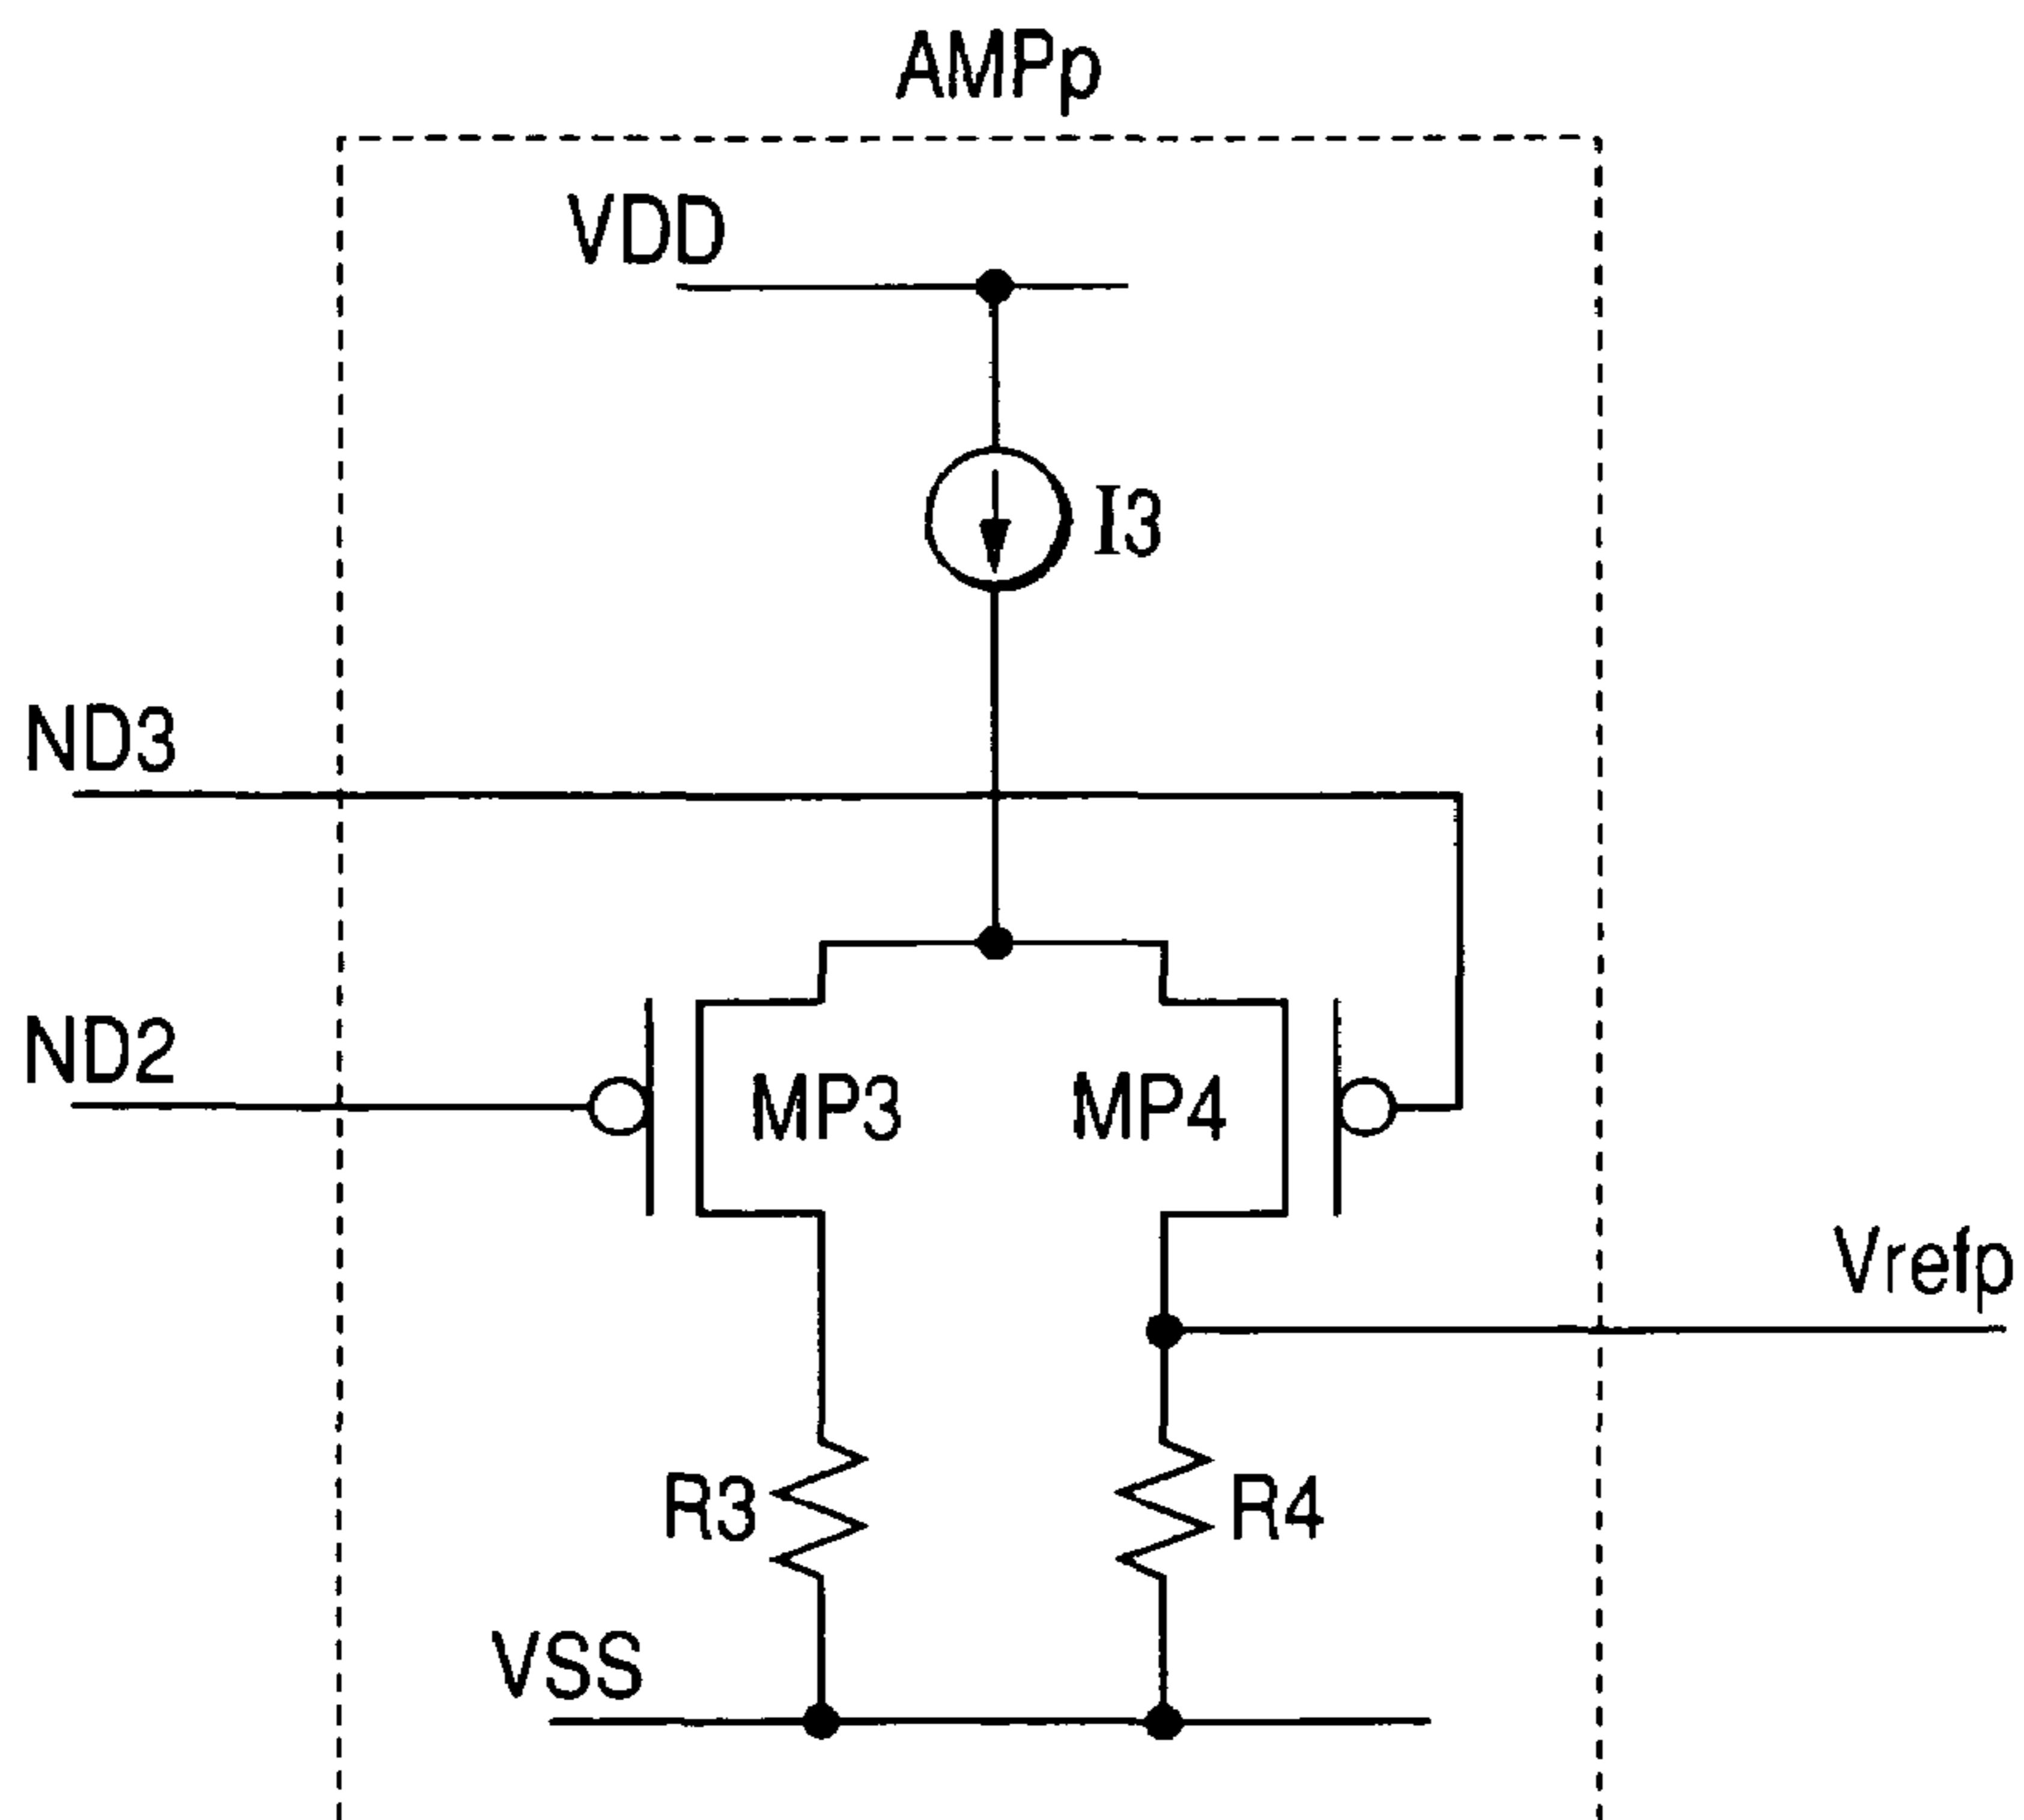 AMPp
VDD
I3
ND3
ND2
MP3
MP4
Vrefp
R3
R4
VSS